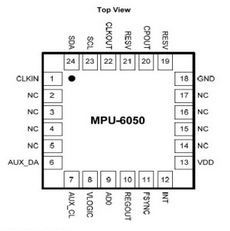 Top View
SDA
SCL
CLKOUT
RESV
CPOUT
RESV
24 23 22 21 20 19
CLKIN 1 18 GND
NC 2 17 NC
NC 3 16 NC
MPU-6050
NC 4 15 NC
NC 5 14 NC
AUX_DA 6 13 VDD
7 8 9 10 11 12
AUX_CL
VLOGIC
AD0
REGOUT
FSYNC
INT